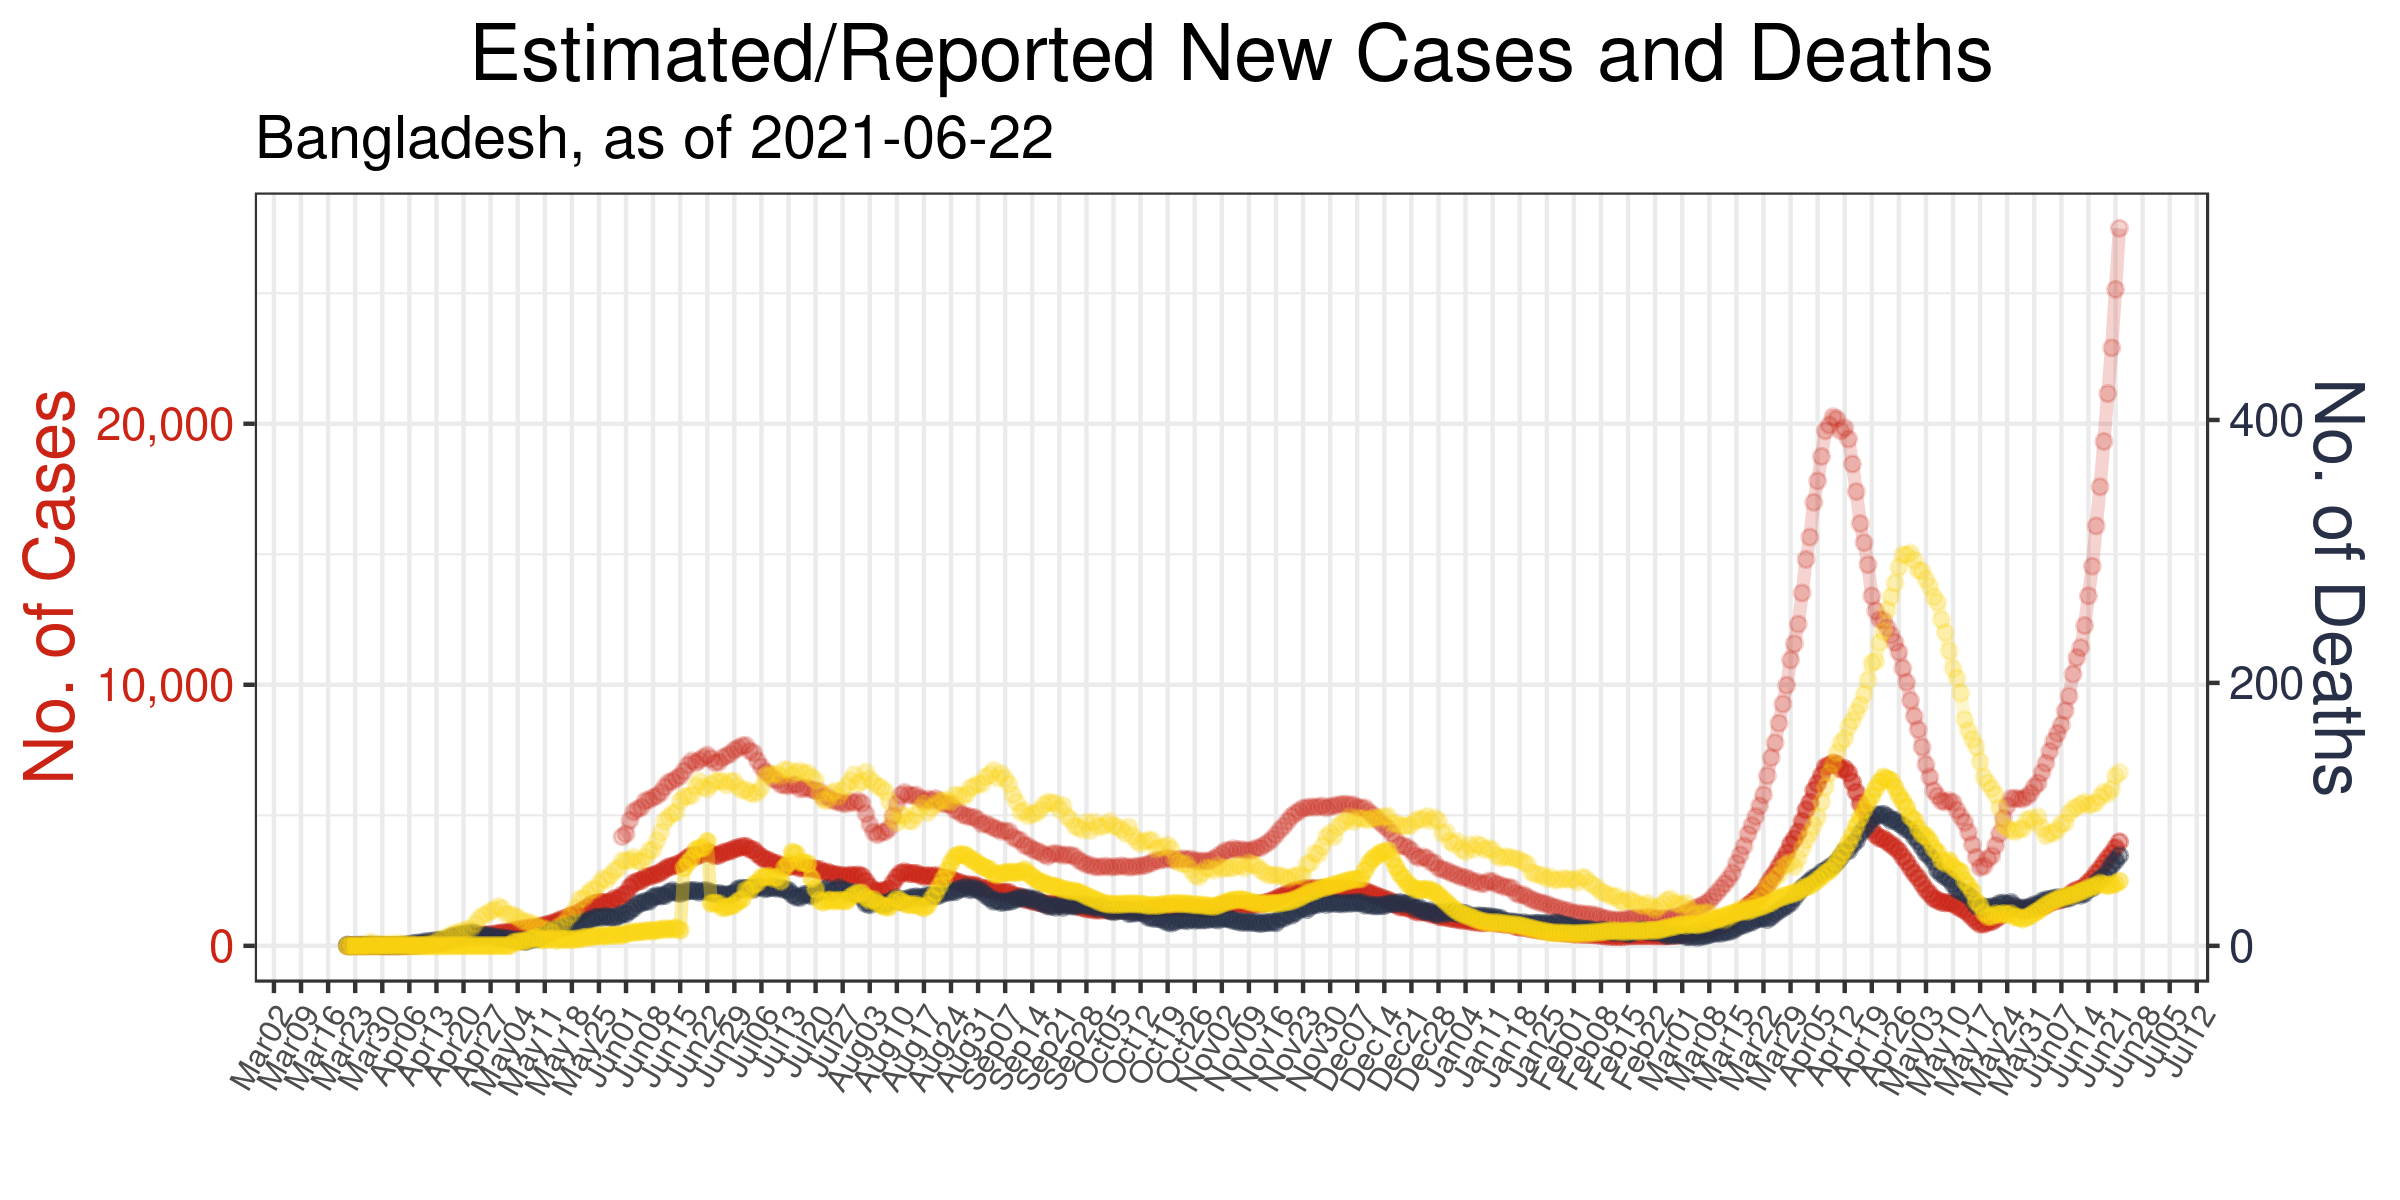 Estimated/Reported New Cases and Deaths
Bangladesh, as of 2021-06-22
No. of Cases
20,000
10,000
0
400
200
0
No. of Deaths
Mar02
Mar09
Mar16
Mar23
Mar30
Apr06
Apr13
Apr20
Apr27
May04
May11
May18
May25
Jun01
Jun08
Jun15
Jun22
Jun29
Jul06
Jul13
Jul20
Jul27
Aug03
Aug10
Aug17
Aug24
Aug31
Sep07
Sep14
Sep21
Sep28
Oct05
Oct12
Oct19
Oct26
Nov02
Nov09
Nov16
Nov23
Nov30
Dec07
Dec14
Dec21
Dec28
Jan04
Jan11
Jan18
Jan25
Feb01
Feb08
Feb15
Feb22
Mar01
Mar08
Mar15
Mar22
Mar29
Apr05
Apr12
Apr19
Apr26
May03
May10
May17
May24
May31
Jun07
Jun14
Jun21
Jun28
Jul05
Jul12